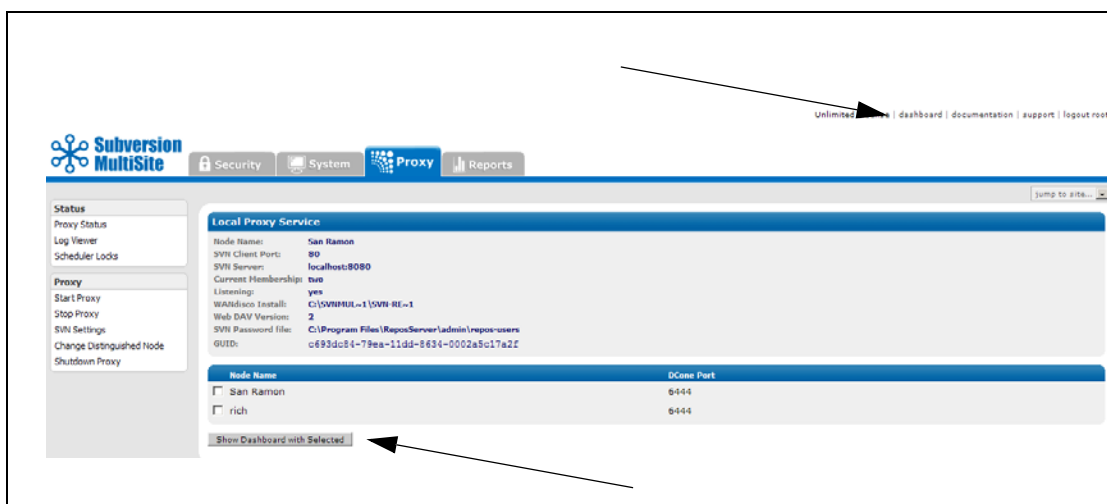 Unlimited | dashboard | documentation | support | logout root
Subversion
MultiSite
Security
System
Proxy
Reports
jump to site...
Status
Proxy Status
Log Viewer
Scheduler Locks
Proxy
Start Proxy
Stop Proxy
SVN Settings
Change Distinguished Node
Shutdown Proxy
Local Proxy Service
Node Name: San Ramon
SVN Client Port: 80
SVN Server: localhost:8080
Current Membership: two
Listening: yes
WANdisco Install: C:\SVNMUL~1\SVN-RE~1
Web DAV Version: 2
SVN Password file: C:\Program Files\ReposServer\admin\repos-users
GUID: c693dc84-79ea-11dd-8634-0002a5c17a2f
Node Name DCone Port
San Ramon 6444
rich 6444
Show Dashboard with Selected